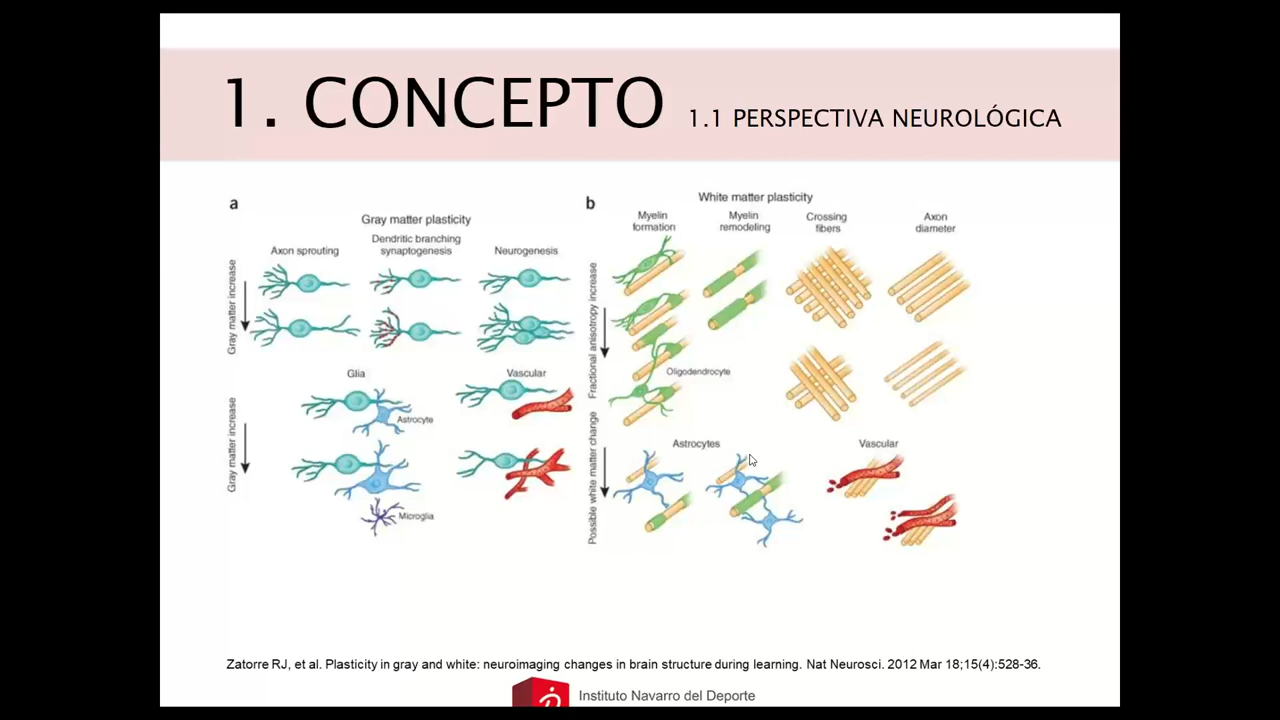 1. CONCEPTO 1.1 PERSPECTIVA NEUROLÓGICA
a
Gray matter plasticity
Axon sprouting
Dendritic branching
synaptogenesis
Neurogenesis
Gray matter increase
Glia
Vascular
Astrocyte
Microglia
Gray matter increase
b
White matter plasticity
Myelin
formation
Myelin
remodeling
Crossing
fibers
Axon
diameter
Fractional anisotropy increase
Oligodendrocyte
Astrocytes
Vascular
Possible white matter change
Zatorre RJ, et al. Plasticity in gray and white: neuroimaging changes in brain structure during learning. Nat Neurosci. 2012 Mar 18;15(4):528-36.
Instituto Navarro del Deporte